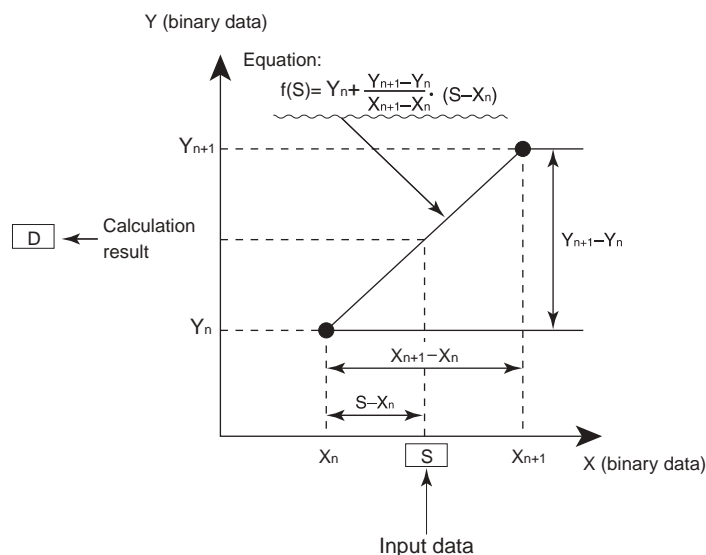 Y (binary data)
Equation:
f(S)= Yn+ Yn+1–Yn / Xn+1–Xn · (S–Xn)
Yn+1
D
Calculation
result
Yn+1–Yn
Yn
Xn+1–Xn
S–Xn
Xn
S
Xn+1
X (binary data)
Input data